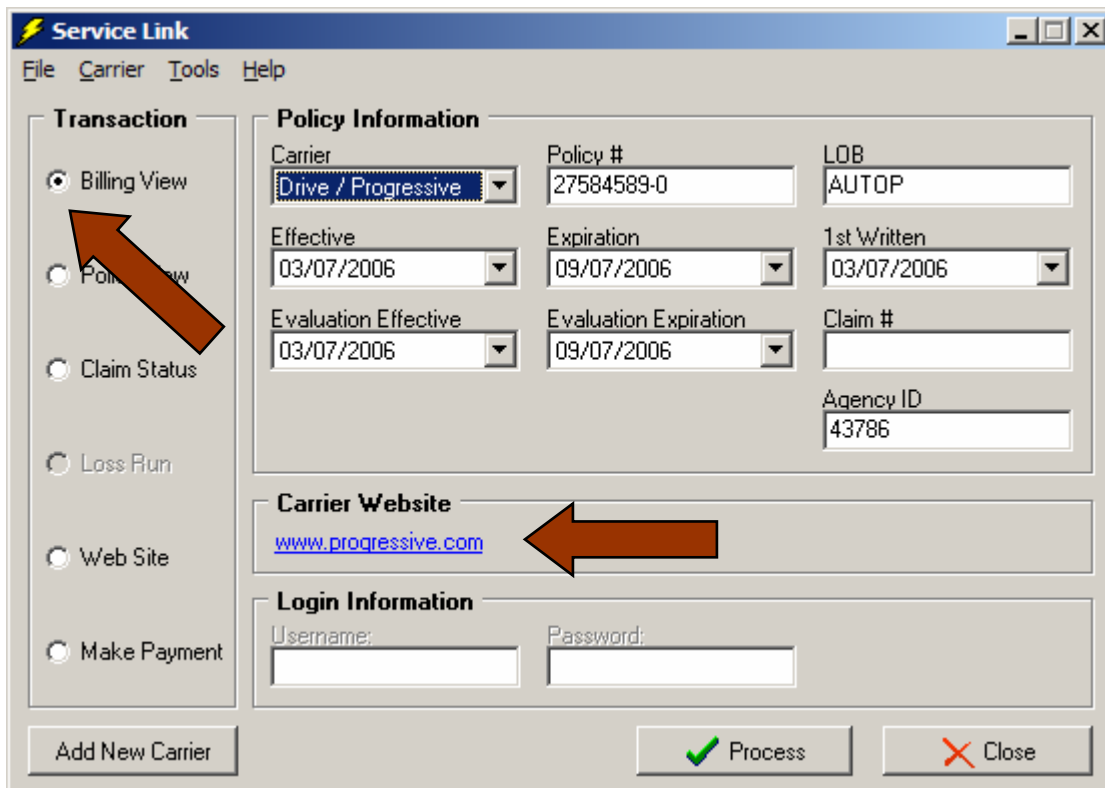 Service Link
File Carrier Tools Help
Transaction
Billing View
Claim Status
Loss Run
Web Site
Make Payment
Policy Information
Carrier Policy # LOB
Drive / Progressive 27584589-0 AUTOP
Effective Expiration 1st Written
03/07/2006 09/07/2006 03/07/2006
Evaluation Effective Evaluation Expiration Claim #
03/07/2006 09/07/2006
Agency ID
43786
Carrier Website
www.progressive.com
Login Information
Username: Password:
Add New Carrier Process Close